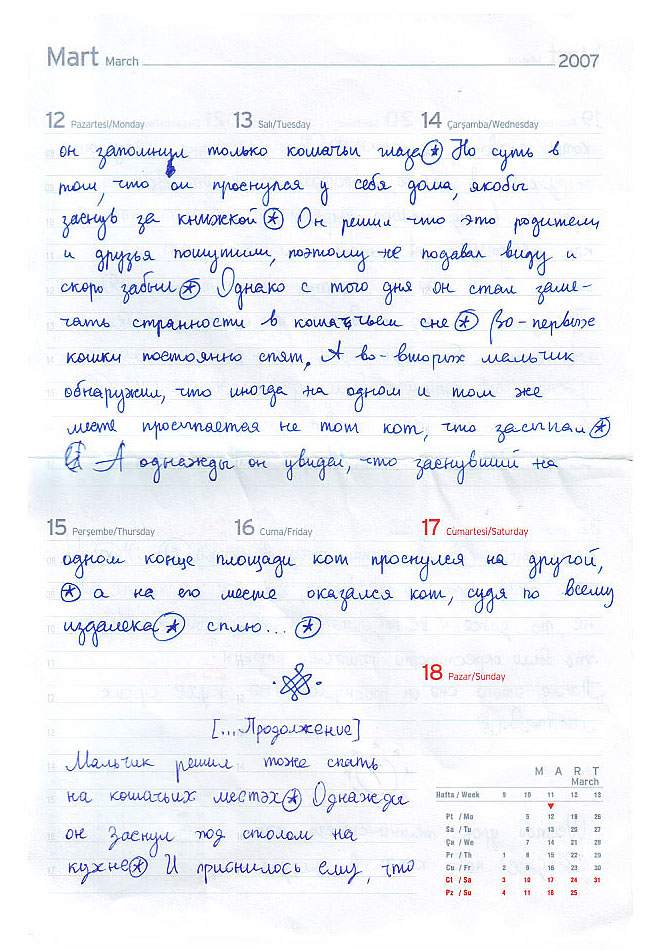 Mart March 2007
12 Pazartesi/Monday 13 Salı/Tuesday 14 Çarşamba/Wednesday
он запомнил только кошачьи глаза⊛ Но суть в
том, что он проснулся у себя дома, якобы
заснув за книжкой⊛ Он решил что это родители
и друзья пошутили, поэтому не подавал виду и
скоро забыл⊛ Однако с того дня он стал заме-
чать странности в кошачьем сне⊛ Во-первых
кошки постоянно спят. А во-вторых мальчик
обнаружил, что иногда на одном и том же
месте просыпается не тот кот, что засыпал⊛
А однажды он увидел, что заснувший на
15 Perşembe/Thursday 16 Cuma/Friday 17 Cumartesi/Saturday
одном конце площади кот проснулся на другой,
⊛ а на его месте оказался кот, судя по всему
издалека⊛ сплю... ⊛
18 Pazar/Sunday
[...Продолжение]
Мальчик решил тоже спать
на кошачьих местах⊛ Однажды
он заснул под столом на
кухне⊛ И приснилось ему, что
M A R T
March
Hafta / Week 9 10 11 12 13
Pt / Mo 5 12 19 26
Sa / Tu 6 13 20 27
Ça / We 7 14 21 28
Pr / Th 1 8 15 22 29
Cu / Fr 2 9 16 23 30
Ct / Sa 3 10 17 24 31
Pz / Su 4 11 18 25